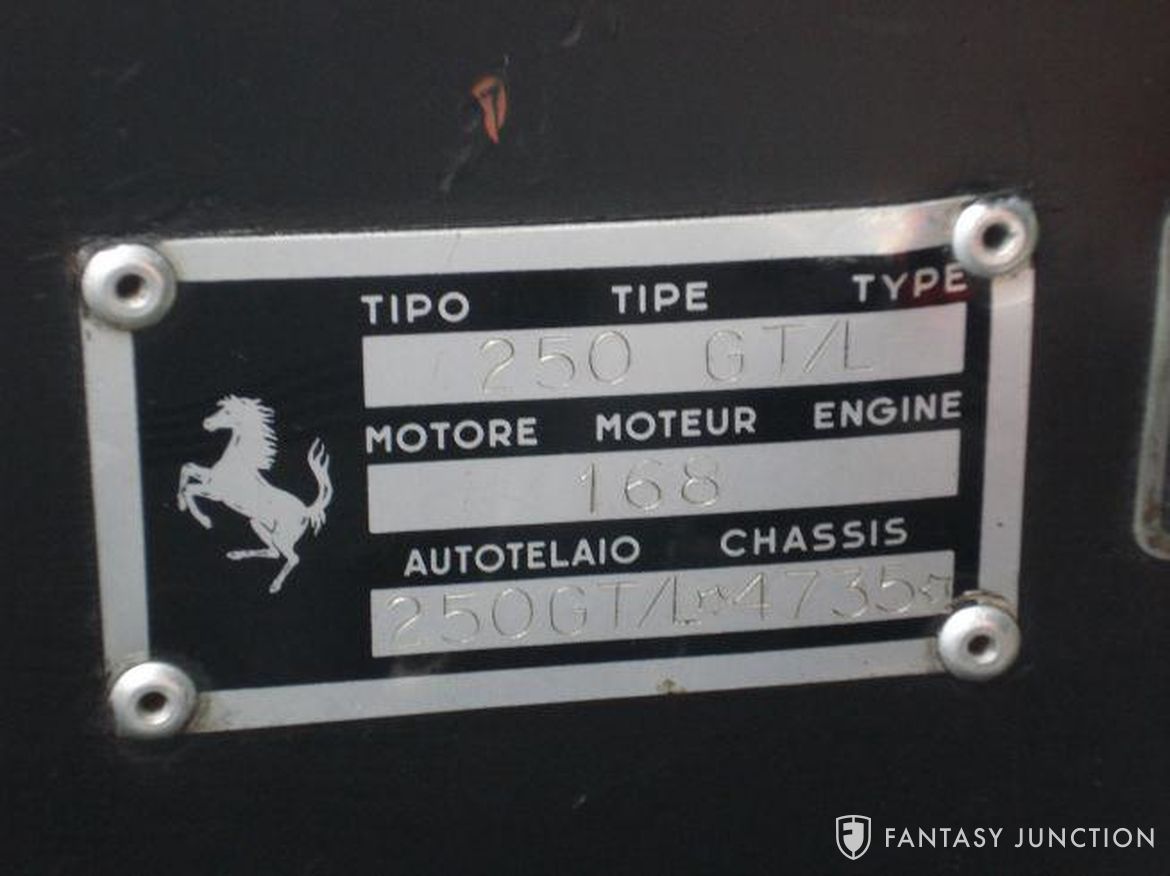 TIPO TIPE TYPE
250 GT/L
MOTORE MOTEUR ENGINE
168
AUTOTELAIO CHASSIS
250GT/L☆4735☆
FANTASY JUNCTION